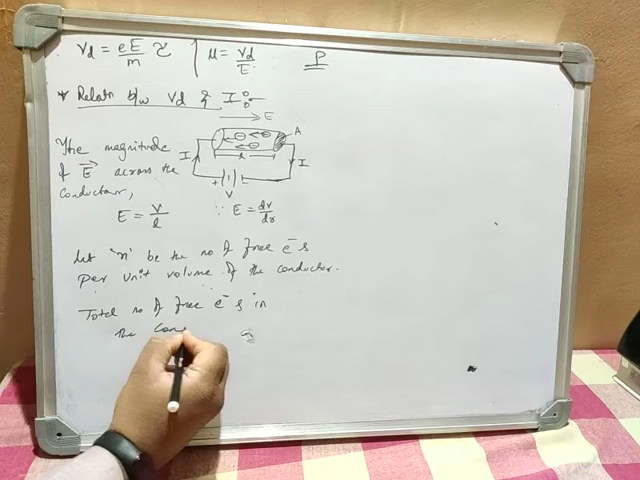 Vd = eE/m τ | μ = Vd/E P
* Relatn b/w Vd & I :-
→ E
A
The magnitude
of E⃗ across the
conductor,
I l I
+ - V
E = V/l ∵ E = dv/dr
Let 'n' be the no of free e⁻s
per unit volume of the conductor.
Total no of free e⁻s in
the con